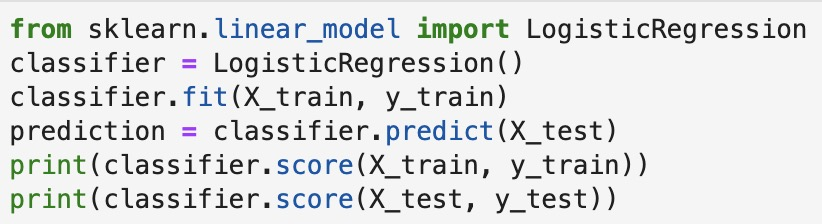 from sklearn.linear_model import LogisticRegression
classifier = LogisticRegression()
classifier.fit(X_train, y_train)
prediction = classifier.predict(X_test)
print(classifier.score(X_train, y_train))
print(classifier.score(X_test, y_test))